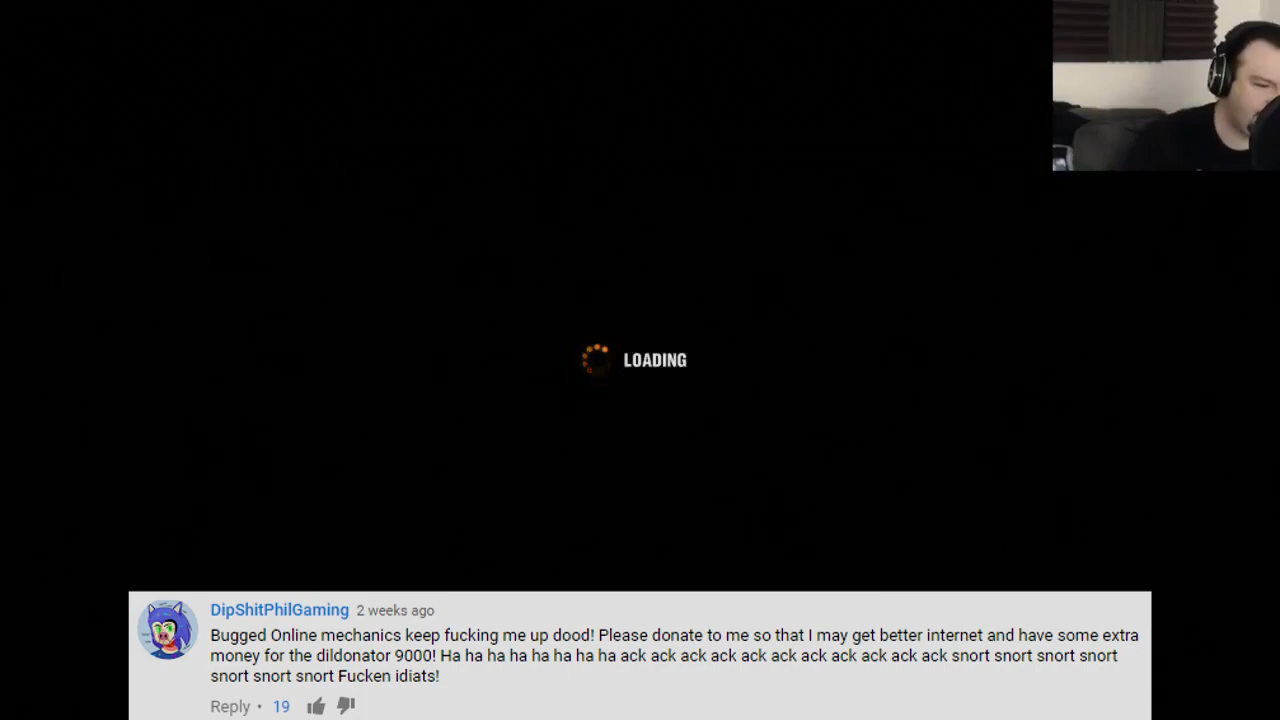 LOADING
DipShitPhilGaming 2 weeks ago
Bugged Online mechanics keep fucking me up dood! Please donate to me so that I may get better internet and have some extra
money for the dildonator 9000! Ha ha ha ha ha ha ha ha ack ack ack ack ack ack ack ack ack ack ack snort snort snort snort
snort snort snort Fucken idiats!
Reply • 19